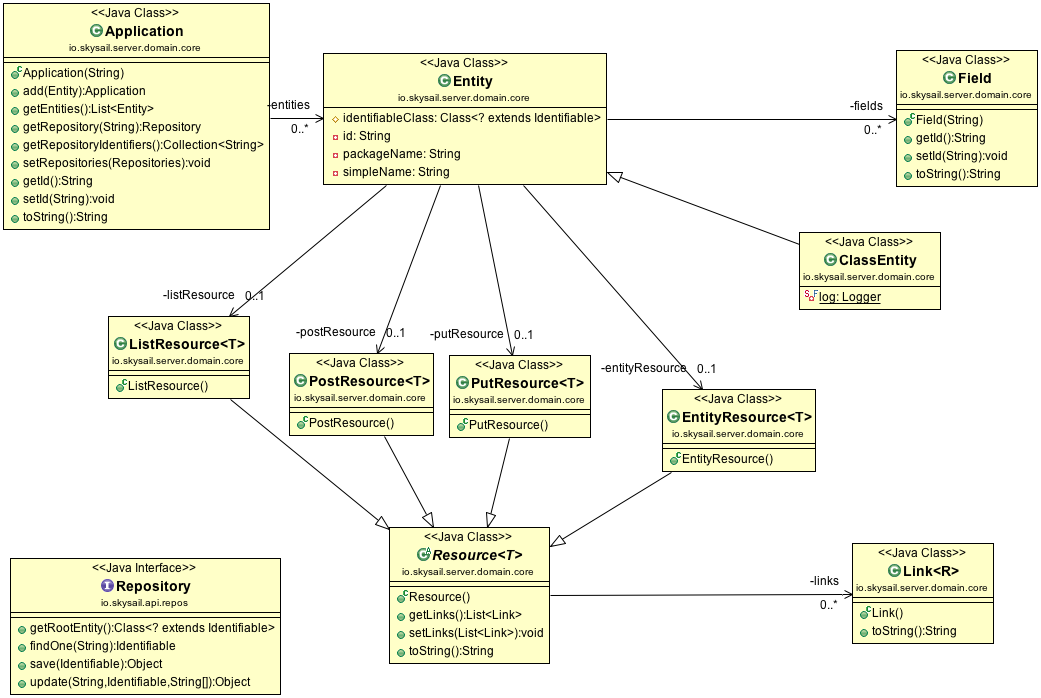 <<Java Class>>
Application
io.skysail.server.domain.core
Application(String)
add(Entity):Application
getEntities():List<Entity>
getRepository(String):Repository
getRepositoryIdentifiers():Collection<String>
setRepositories(Repositories):void
getId():String
setId(String):void
toString():String
-entities
0..*
<<Java Class>>
Entity
io.skysail.server.domain.core
identifiableClass: Class<? extends Identifiable>
id: String
packageName: String
simpleName: String
-fields
0..*
<<Java Class>>
Field
io.skysail.server.domain.core
Field(String)
getId():String
setId(String):void
toString():String
<<Java Class>>
ClassEntity
io.skysail.server.domain.core
log: Logger
-listResource 0..1
-postResource 0..1
-putResource 0..1
-entityResource 0..1
<<Java Class>>
ListResource<T>
io.skysail.server.domain.core
ListResource()
<<Java Class>>
PostResource<T>
io.skysail.server.domain.core
PostResource()
<<Java Class>>
PutResource<T>
io.skysail.server.domain.core
PutResource()
<<Java Class>>
EntityResource<T>
io.skysail.server.domain.core
EntityResource()
<<Java Interface>>
Repository
io.skysail.api.repos
getRootEntity():Class<? extends Identifiable>
findOne(String):Identifiable
save(Identifiable):Object
update(String,Identifiable,String[]):Object
<<Java Class>>
Resource<T>
io.skysail.server.domain.core
Resource()
getLinks():List<Link>
setLinks(List<Link>):void
toString():String
-links
0..*
<<Java Class>>
Link<R>
io.skysail.server.domain.core
Link()
toString():String